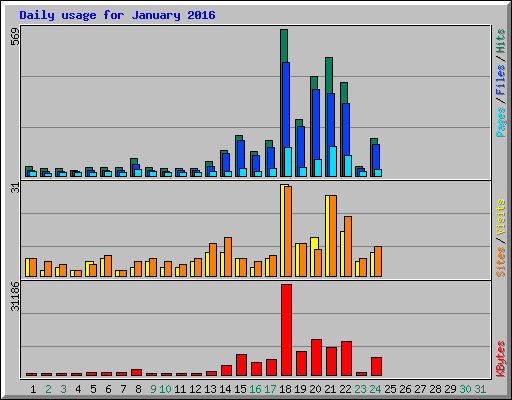 Daily usage for January 2016
569
Pages / Files / Hits
31
Sites / Visits
31186
KBytes
1 2 3 4 5 6 7 8 9 10 11 12 13 14 15 16 17 18 19 20 21 22 23 24 25 26 27 28 29 30 31